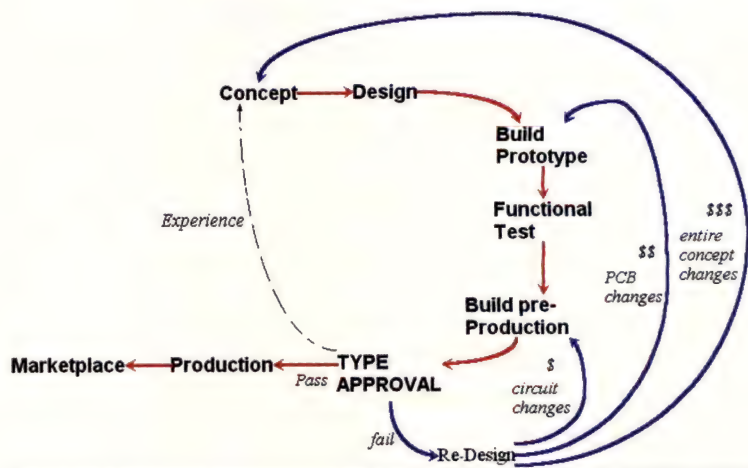 Concept
Design
Build
Prototype
Experience
Functional
Test
$$$
entire
concept
changes
$$
PCB
changes
Build pre-
Production
Marketplace
Production
Pass
TYPE
APPROVAL
$
circuit
changes
fail
Re-Design